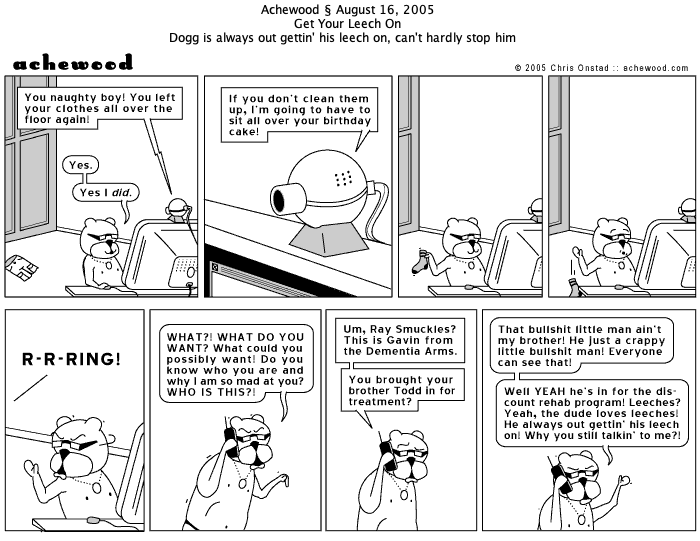 Achewood § August 16, 2005
Get Your Leech On
Dogg is always out gettin' his leech on, can't hardly stop him
achewood
© 2005 Chris Onstad :: achewood.com
You naughty boy! You left
your clothes all over the
floor again!
Yes.
Yes I did.
If you don't clean them
up, I'm going to have to
sit all over your birthday
cake!
R-R-RING!
WHAT?! WHAT DO YOU
WANT? What could you
possibly want! Do you
know who you are and
why I am so mad at you?
WHO IS THIS?!
Um, Ray Smuckles?
This is Gavin from
the Dementia Arms.
You brought your
brother Todd in for
treatment?
That bullshit little man ain't
my brother! He just a crappy
little bullshit man! Everyone
can see that!
Well YEAH he's in for the dis-
count rehab program! Leeches?
Yeah, the dude loves leeches!
He always out gettin' his leech
on! Why you still talkin' to me?!